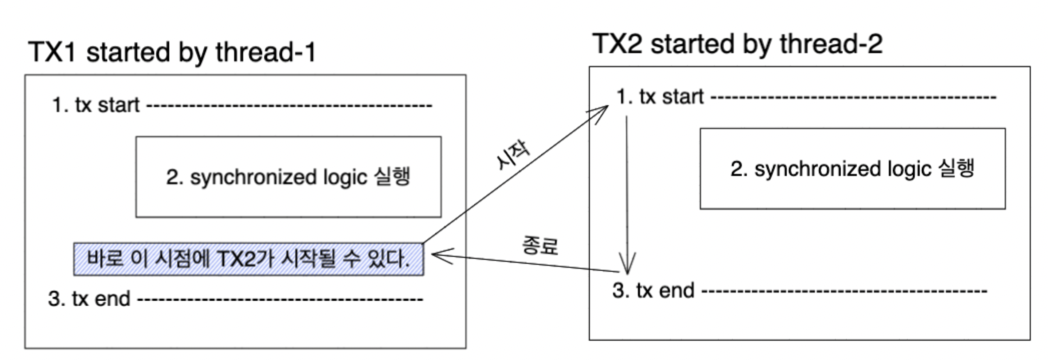 TX1 started by thread-1
1. tx start -----------------------------------------
2. synchronized logic 실행
바로 이 시점에 TX2가 시작될 수 있다.
3. tx end -----------------------------------------
시작
종료
TX2 started by thread-2
1. tx start -----------------------------------------
2. synchronized logic 실행
3. tx end -----------------------------------------